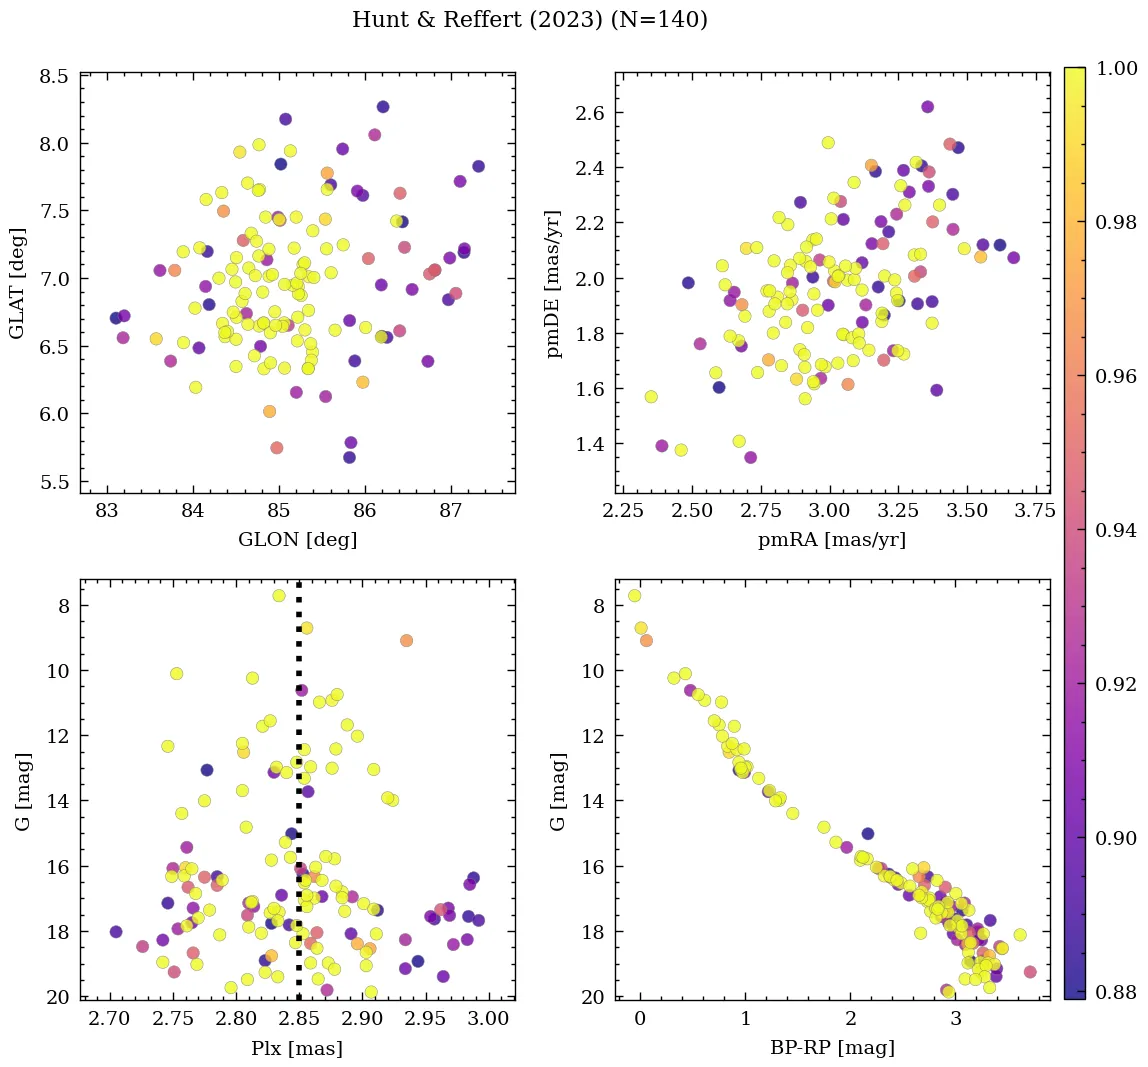 Hunt & Reffert (2023) (N=140)
8.5
8.0
7.5
7.0
6.5
6.0
5.5
GLAT [deg]
83 84 85 86 87
GLON [deg]
2.6
2.4
2.2
2.0
1.8
1.6
1.4
pmDE [mas/yr]
2.25 2.50 2.75 3.00 3.25 3.50 3.75
pmRA [mas/yr]
1.00
0.98
0.96
0.94
0.92
0.90
0.88
8
10
12
14
16
18
20
G [mag]
2.70 2.75 2.80 2.85 2.90 2.95 3.00
Plx [mas]
8
10
12
14
16
18
20
G [mag]
0 1 2 3
BP-RP [mag]